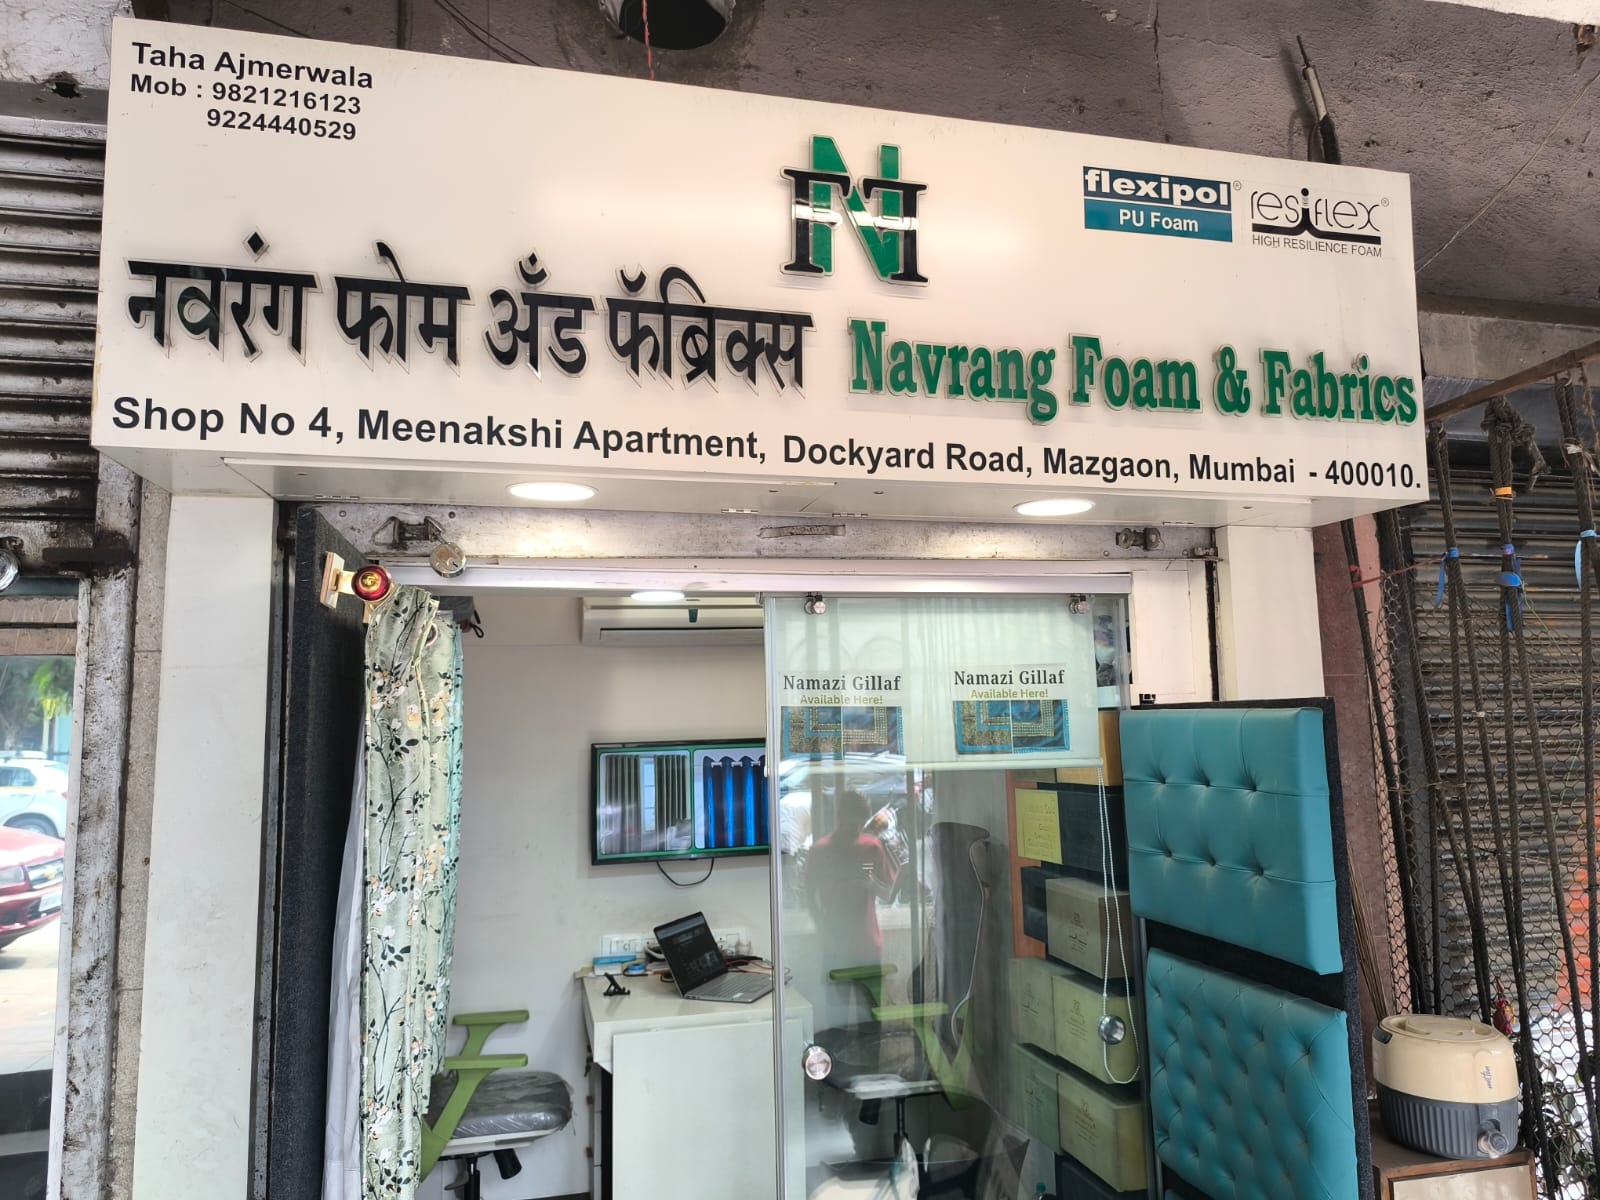 Taha Ajmerwala
Mob : 9821216123
9224440529
flexipol®
PU Foam
resiflex®
HIGH RESILIENCE FOAM
नवरंग फोम अँड फॅब्रिक्स
Navrang Foam & Fabrics
Shop No 4, Meenakshi Apartment, Dockyard Road, Mazgaon, Mumbai - 400010.
Namazi Gillaf
Available Here!
Namazi Gillaf
Available Here!